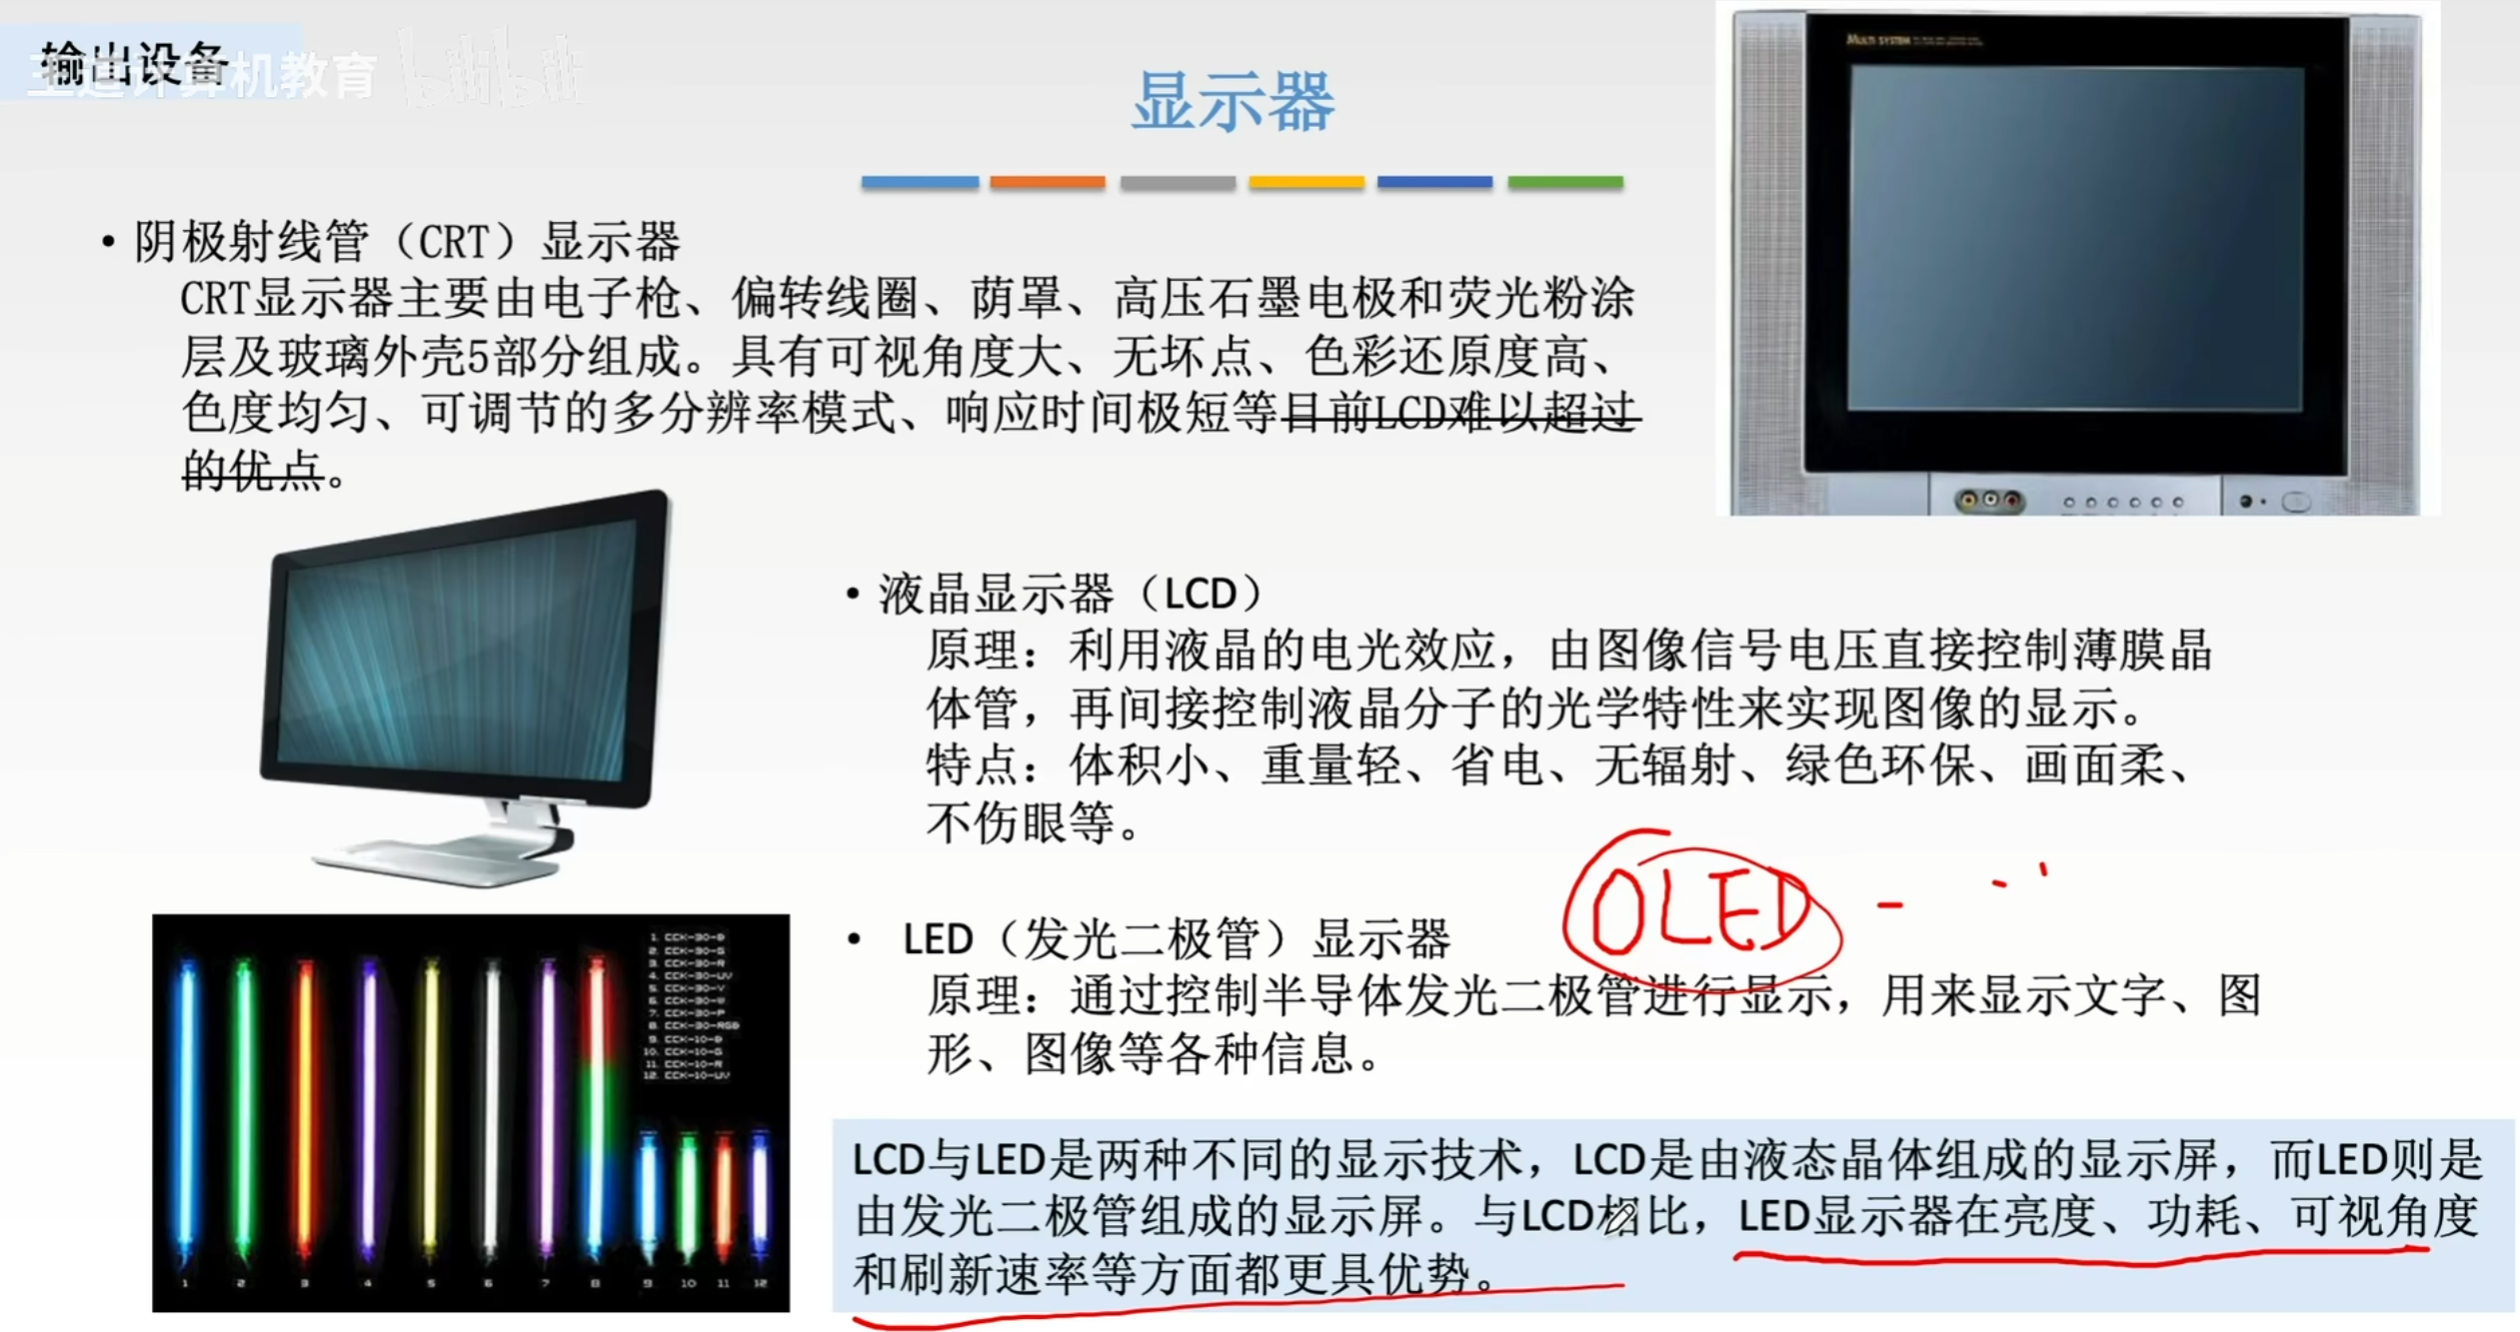 输出设备
王道计算机教育 bilibili
显示器
MULTI SYSTEM
• 阴极射线管（CRT）显示器
CRT显示器主要由电子枪、偏转线圈、荫罩、高压石墨电极和荧光粉涂
层及玻璃外壳5部分组成。具有可视角度大、无坏点、色彩还原度高、
色度均匀、可调节的多分辨率模式、响应时间极短等目前LCD难以超过
的优点。
• 液晶显示器（LCD）
原理：利用液晶的电光效应，由图像信号电压直接控制薄膜晶
体管，再间接控制液晶分子的光学特性来实现图像的显示。
特点：体积小、重量轻、省电、无辐射、绿色环保、画面柔、
不伤眼等。
OLED
• LED（发光二极管）显示器
原理：通过控制半导体发光二极管进行显示，用来显示文字、图
形、图像等各种信息。
1. CCK-30-B
2. CCK-30-G
3. CCK-30-R
4. CCK-30-UV
5. CCK-30-Y
6. CCK-30-W
7. CCK-30-P
8. CCK-30-RGB
9. CCK-10-B
10. CCK-10-G
11. CCK-10-R
12. CCK-10-UV
1 2 3 4 5 6 7 8 9 10 11 12
LCD与LED是两种不同的显示技术，LCD是由液态晶体组成的显示屏，而LED则是
由发光二极管组成的显示屏。与LCD相比，LED显示器在亮度、功耗、可视角度
和刷新速率等方面都更具优势。